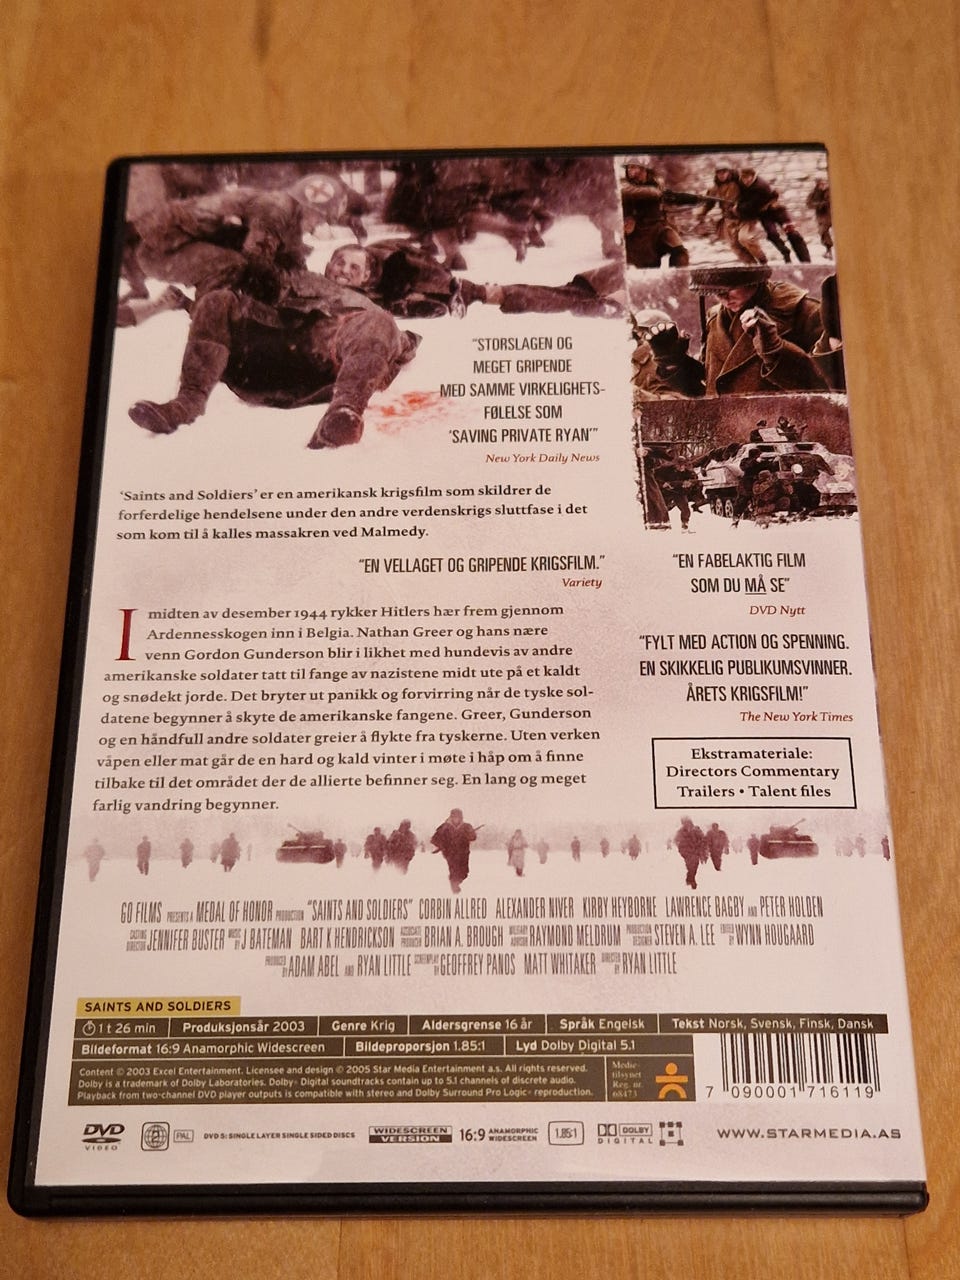 "STORSLAGEN OG
MEGET GRIPENDE
MED SAMME VIRKELIGHETS-
FØLELSE SOM
'SAVING PRIVATE RYAN'"
New York Daily News
'Saints and Soldiers' er en amerikansk krigsfilm som skildrer de
forferdelige hendelsene under den andre verdenskrigs sluttfase i det
som kom til å kalles massakren ved Malmedy.
"EN VELLAGET OG GRIPENDE KRIGSFILM."
Variety
I midten av desember 1944 rykker Hitlers hær frem gjennom
Ardennesskogen inn i Belgia. Nathan Greer og hans nære
venn Gordon Gunderson blir i likhet med hundevis av andre
amerikanske soldater tatt til fange av nazistene midt ute på et kaldt
og snødekt jorde. Det bryter ut panikk og forvirring når de tyske sol-
datene begynner å skyte de amerikanske fangene. Greer, Gunderson
og en håndfull andre soldater greier å flykte fra tyskerne. Uten verken
våpen eller mat går de en hard og kald vinter i møte i håp om å finne
tilbake til det området der de allierte befinner seg. En lang og meget
farlig vandring begynner.
"EN FABELAKTIG FILM
SOM DU MÅ SE"
DVD Nytt
"FYLT MED ACTION OG SPENNING.
EN SKIKKELIG PUBLIKUMSVINNER.
ÅRETS KRIGSFILM!"
The New York Times
Ekstramateriale:
Directors Commentary
Trailers • Talent files
GO FILMS PRESENTS A MEDAL OF HONOR PRODUCTION "SAINTS AND SOLDIERS" CORBIN ALLRED ALEXANDER NIVER KIRBY HEYBORNE LAWRENCE BAGBY AND PETER HOLDEN
CASTING DIRECTOR JENNIFER BUSTER MUSIC BY J BATEMAN BART K HENDRICKSON ASSOCIATE PRODUCER BRIAN A. BROUGH MILITARY ADVISOR RAYMOND MELDRUM PRODUCTION DESIGNER STEVEN A. LEE EDITED BY WYNN HOUGAARD
PRODUCED BY ADAM ABEL AND RYAN LITTLE SCREENPLAY BY GEOFFREY PANOS MATT WHITAKER DIRECTED BY RYAN LITTLE
SAINTS AND SOLDIERS
1 t 26 min Produksjonsår 2003 Genre Krig Aldersgrense 16 år Språk Engelsk Tekst Norsk, Svensk, Finsk, Dansk
Bildeformat 16:9 Anamorphic Widescreen Bildeproporsjon 1.85:1 Lyd Dolby Digital 5.1
Content © 2003 Excel Entertainment. Licensee and design © 2005 Star Media Entertainment a.s. All rights reserved.
Dolby is a trademark of Dolby Laboratories. Dolby Digital soundtracks contain up to 5.1 channels of discrete audio.
Playback from two-channel DVD player outputs is compatible with stereo and Dolby Surround Pro Logic reproduction.
Medie-
tilsynet
Reg. nr.
68473
7 090001 716119
DVD VIDEO
2
PAL
DVD 5: SINGLE LAYER SINGLE SIDED DISCS
WIDESCREEN VERSION
16:9 ANAMORPHIC WIDESCREEN
1.85:1
DOLBY DIGITAL
WWW.STARMEDIA.AS